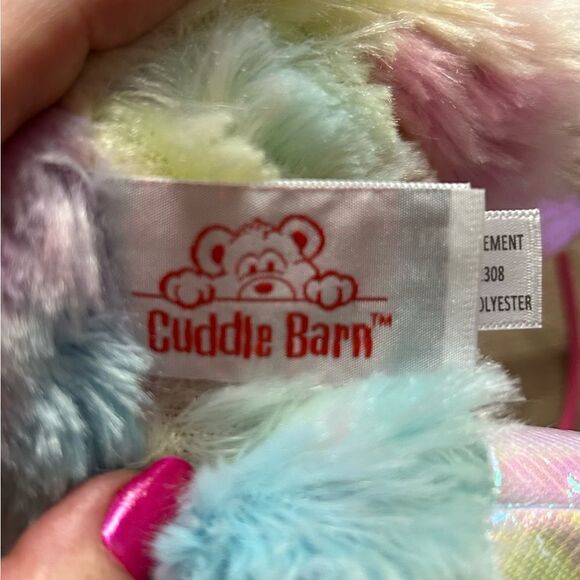 Cuddle Barn™
EMENT
308
OLYESTER